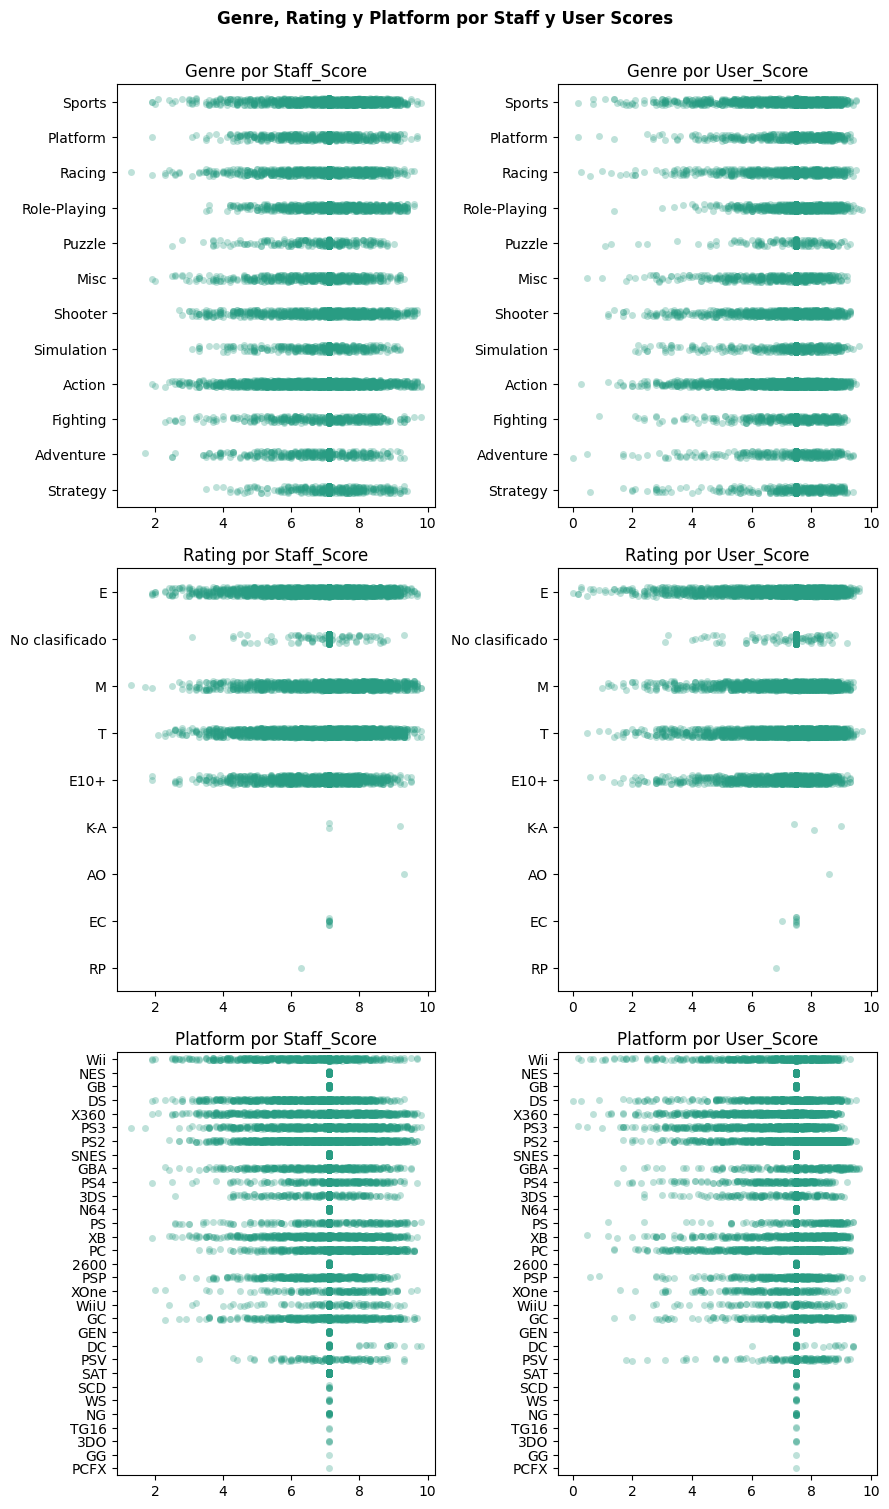 Genre, Rating y Platform por Staff y User Scores
Genre por Staff_Score
Sports
Platform
Racing
Role-Playing
Puzzle
Misc
Shooter
Simulation
Action
Fighting
Adventure
Strategy
2 4 6 8 10
Genre por User_Score
Sports
Platform
Racing
Role-Playing
Puzzle
Misc
Shooter
Simulation
Action
Fighting
Adventure
Strategy
0 2 4 6 8 10
Rating por Staff_Score
E
No clasificado
M
T
E10+
K-A
AO
EC
RP
2 4 6 8 10
Rating por User_Score
E
No clasificado
M
T
E10+
K-A
AO
EC
RP
0 2 4 6 8 10
Platform por Staff_Score
Wii
NES
GB
DS
X360
PS3
PS2
SNES
GBA
PS4
3DS
N64
PS
XB
PC
2600
PSP
XOne
WiiU
GC
GEN
DC
PSV
SAT
SCD
WS
NG
TG16
3DO
GG
PCFX
2 4 6 8 10
Platform por User_Score
Wii
NES
GB
DS
X360
PS3
PS2
SNES
GBA
PS4
3DS
N64
PS
XB
PC
2600
PSP
XOne
WiiU
GC
GEN
DC
PSV
SAT
SCD
WS
NG
TG16
3DO
GG
PCFX
0 2 4 6 8 10